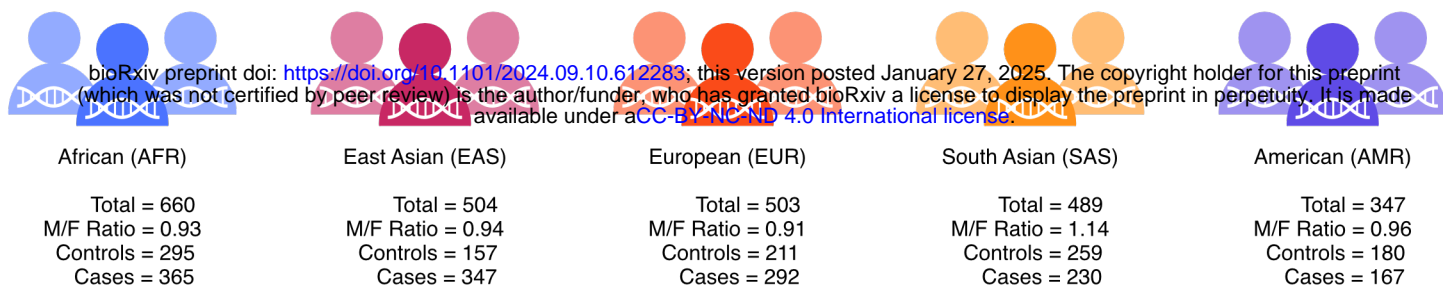 bioRxiv preprint doi: https://doi.org/10.1101/2024.09.10.612283; this version posted January 27, 2025. The copyright holder for this preprint
(which was not certified by peer review) is the author/funder, who has granted bioRxiv a license to display the preprint in perpetuity. It is made
available under aCC-BY-NC-ND 4.0 International license.
African (AFR)
Total = 660
M/F Ratio = 0.93
Controls = 295
Cases = 365
East Asian (EAS)
Total = 504
M/F Ratio = 0.94
Controls = 157
Cases = 347
European (EUR)
Total = 503
M/F Ratio = 0.91
Controls = 211
Cases = 292
South Asian (SAS)
Total = 489
M/F Ratio = 1.14
Controls = 259
Cases = 230
American (AMR)
Total = 347
M/F Ratio = 0.96
Controls = 180
Cases = 167